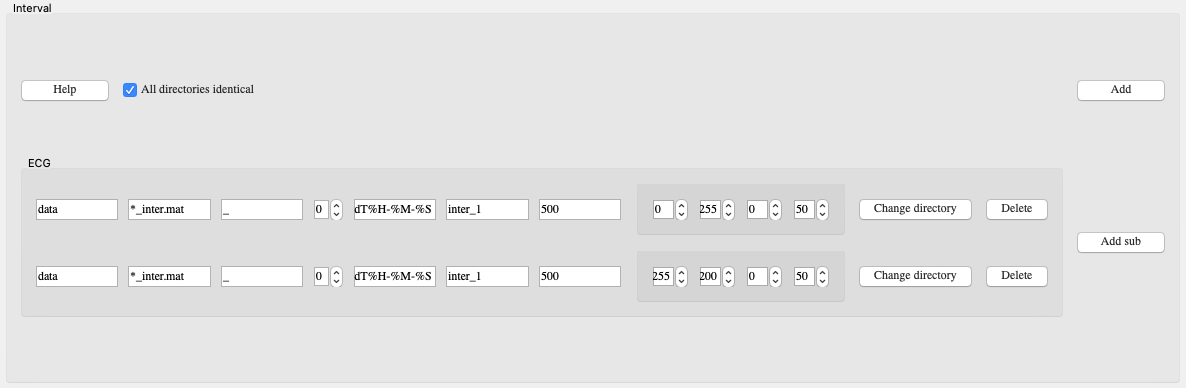 Interval
Help All directories identical Add
ECG
data *_inter.mat _ 0 dT%H-%M-%S inter_1 500 0 255 0 50 Change directory Delete
Add sub
data *_inter.mat _ 0 dT%H-%M-%S inter_1 500 255 200 0 50 Change directory Delete